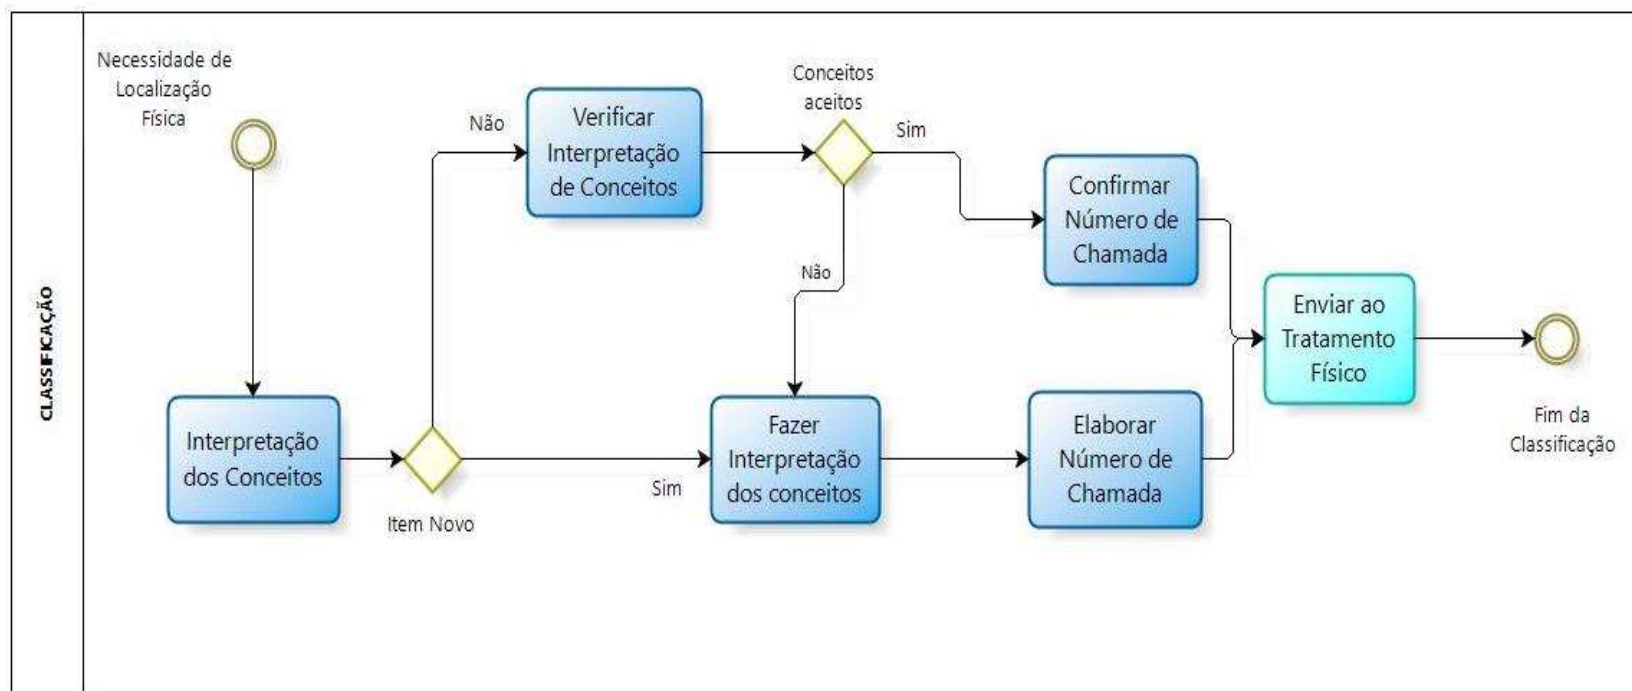 CLASSIFICAÇÃO
Necessidade de
Localização
Física
Interpretação
dos Conceitos
Item Novo
Não
Verificar
Interpretação
de Conceitos
Conceitos
aceitos
Sim
Não
Sim
Fazer
Interpretação
dos conceitos
Confirmar
Número de
Chamada
Elaborar
Número de
Chamada
Enviar ao
Tratamento
Físico
Fim da
Classificação